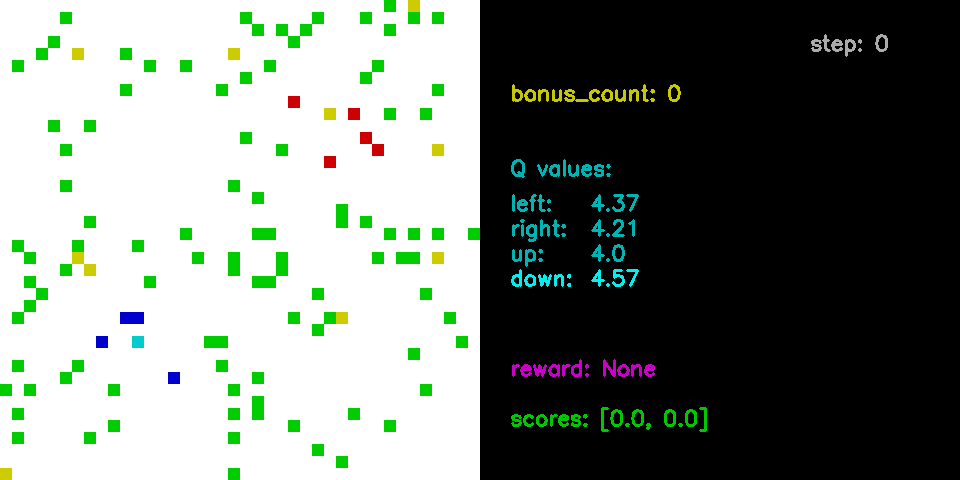 step: 0
bonus_count: 0
Q values:
left: 4.37
right: 4.21
up: 4.0
down: 4.57
reward: None
scores: [0.0, 0.0]